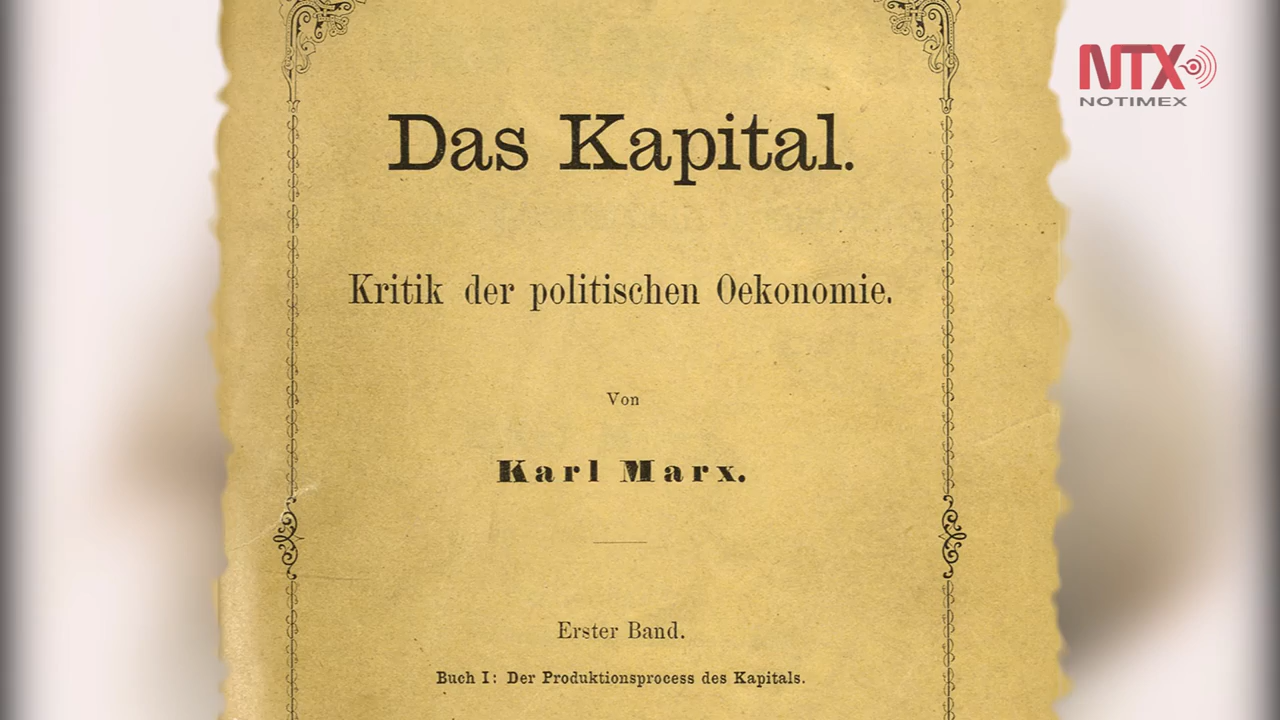 NTX
NOTIMEX
Das Kapital.
Kritik der politischen Oekonomie.
Von
Karl Marx.
Erster Band.
Buch I: Der Produktionsprocess des Kapitals.